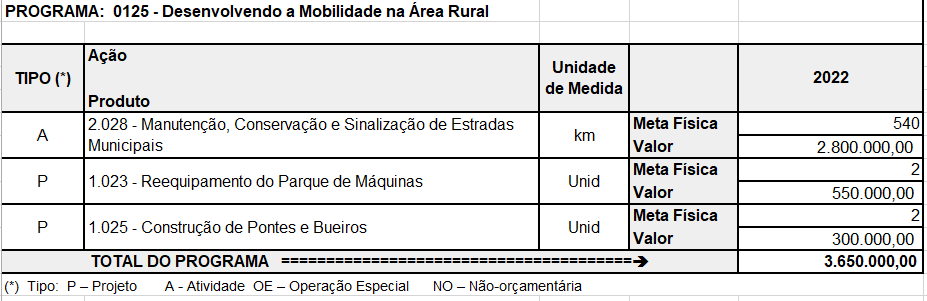 PROGRAMA: 0125 - Desenvolvendo a Mobilidade na Área Rural
TIPO (*) Ação Produto Unidade de Medida 2022
A 2.028 - Manutenção, Conservação e Sinalização de Estradas Municipais km Meta Física 540
Valor 2.800.000,00
P 1.023 - Reequipamento do Parque de Máquinas Unid Meta Física 2
Valor 550.000,00
P 1.025 - Construção de Pontes e Bueiros Unid Meta Física 2
Valor 300.000,00
TOTAL DO PROGRAMA =======================================➔ 3.650.000,00
(*) Tipo: P – Projeto A - Atividade OE – Operação Especial NO – Não-orçamentária